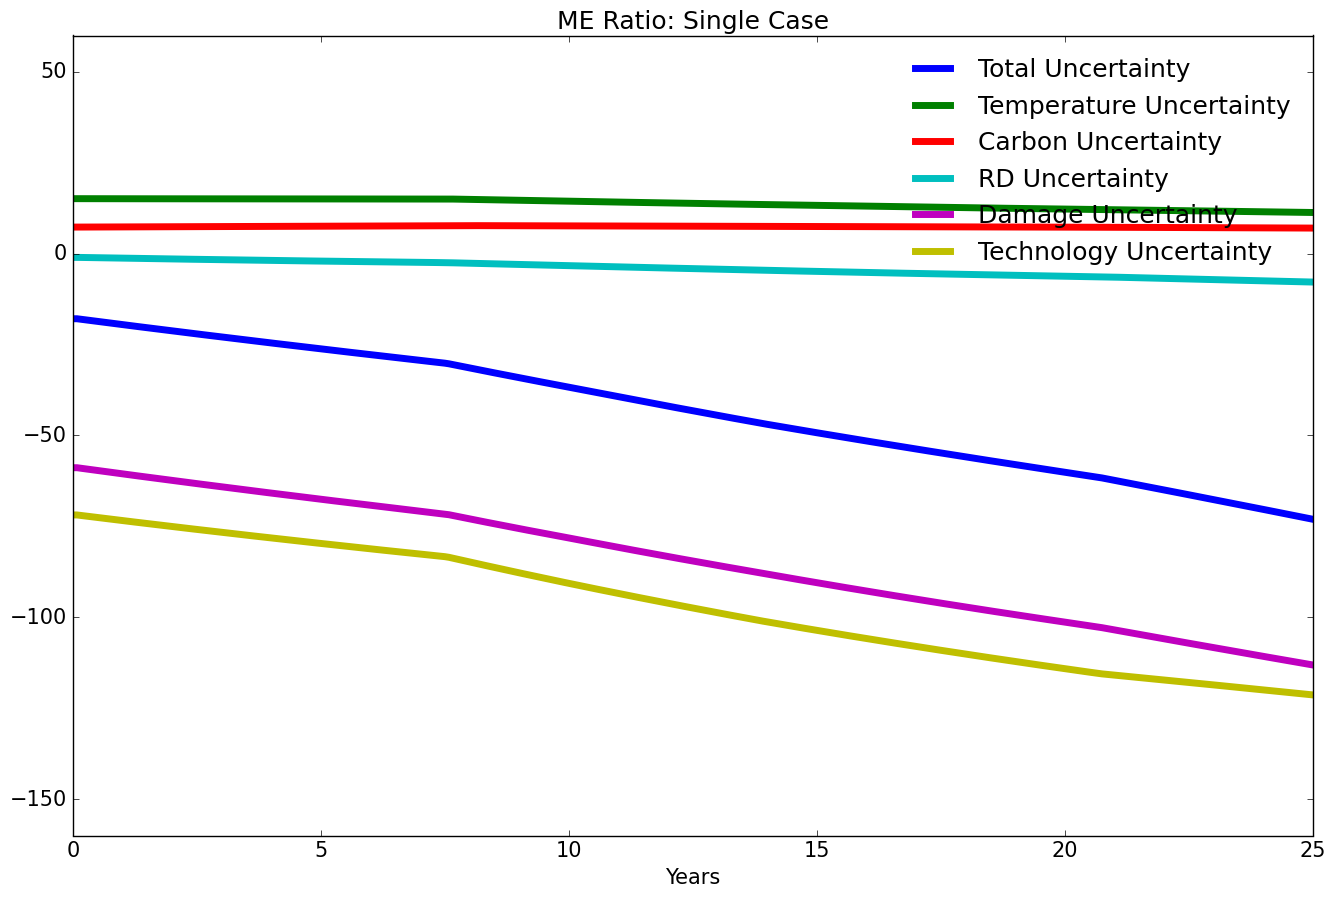 ME Ratio: Single Case
50
0
−50
−100
−150
Total Uncertainty
Temperature Uncertainty
Carbon Uncertainty
RD Uncertainty
Damage Uncertainty
Technology Uncertainty
0 5 10 15 20 25
Years